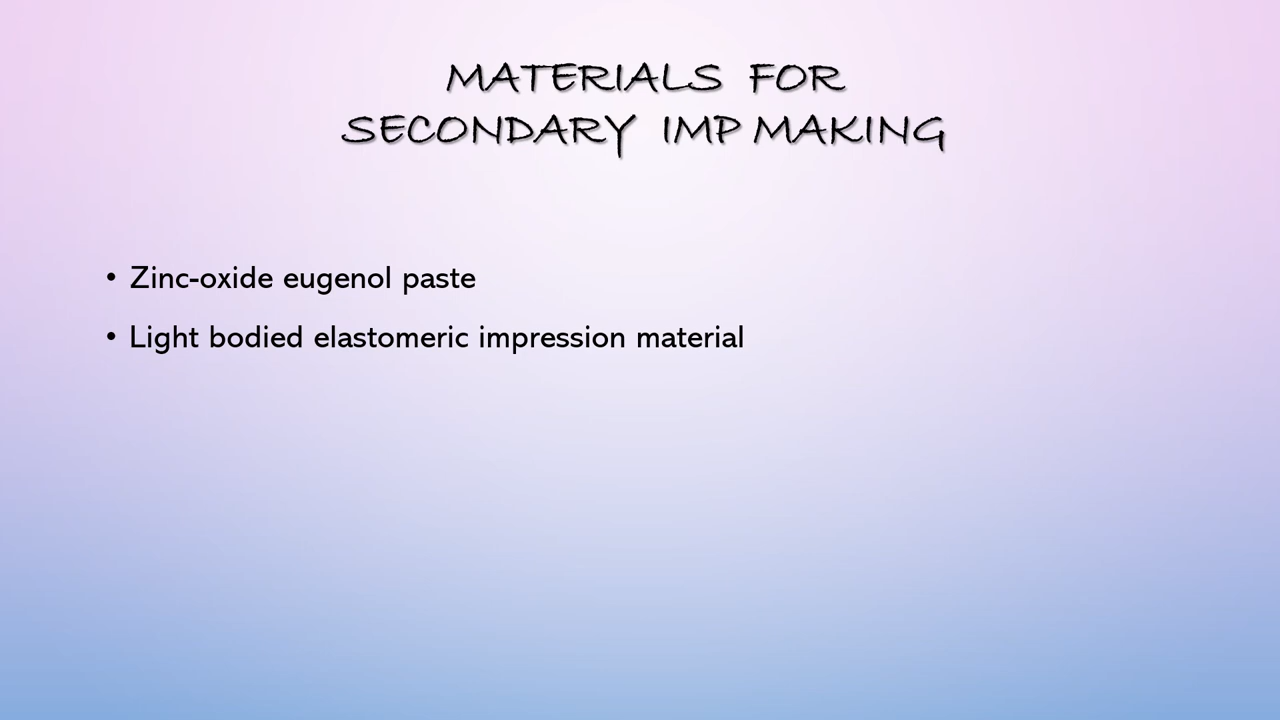 MATERIALS FOR
SECONDARY IMP MAKING
• Zinc-oxide eugenol paste
• Light bodied elastomeric impression material